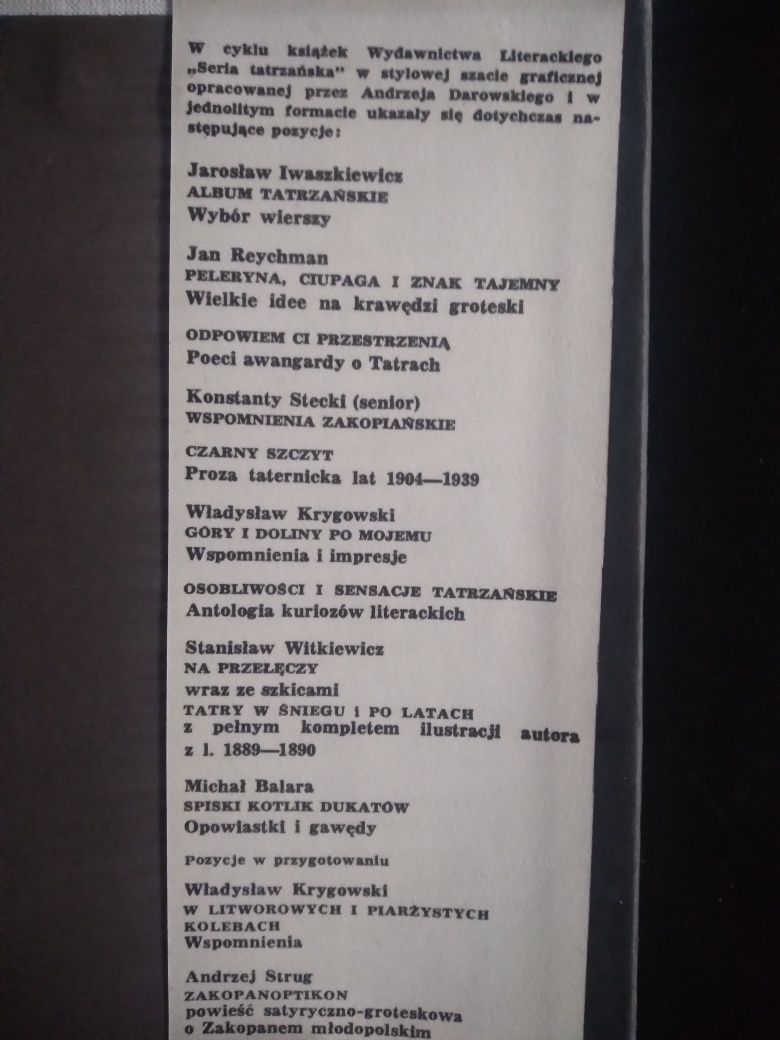 W cyklu książek Wydawnictwa Literackiego
„Seria tatrzańska” w stylowej szacie graficznej
opracowanej przez Andrzeja Darowskiego i w
jednolitym formacie ukazały się dotychczas na-
stępujące pozycje:
Jarosław Iwaszkiewicz
ALBUM TATRZAŃSKIE
Wybór wierszy
Jan Reychman
PELERYNA, CIUPAGA I ZNAK TAJEMNY
Wielkie idee na krawędzi groteski
ODPOWIEM CI PRZESTRZENIĄ
Poeci awangardy o Tatrach
Konstanty Stecki (senior)
WSPOMNIENIA ZAKOPIAŃSKIE
CZARNY SZCZYT
Proza taternicka lat 1904—1939
Władysław Krygowski
GÓRY I DOLINY PO MOJEMU
Wspomnienia i impresje
OSOBLIWOŚCI I SENSACJE TATRZAŃSKIE
Antologia kuriozów literackich
Stanisław Witkiewicz
NA PRZEŁĘCZY
wraz ze szkicami
TATRY W ŚNIEGU i PO LATACH
z pełnym kompletem ilustracji autora
z l. 1889—1890
Michał Balara
SPISKI KOTLIK DUKATÓW
Opowiastki i gawędy
Pozycje w przygotowaniu
Władysław Krygowski
W LITWOROWYCH I PIARŻYSTYCH
KOLEBACH
Wspomnienia
Andrzej Strug
ZAKOPANOPTIKON
powieść satyryczno-groteskowa
o Zakopanem młodopolskim